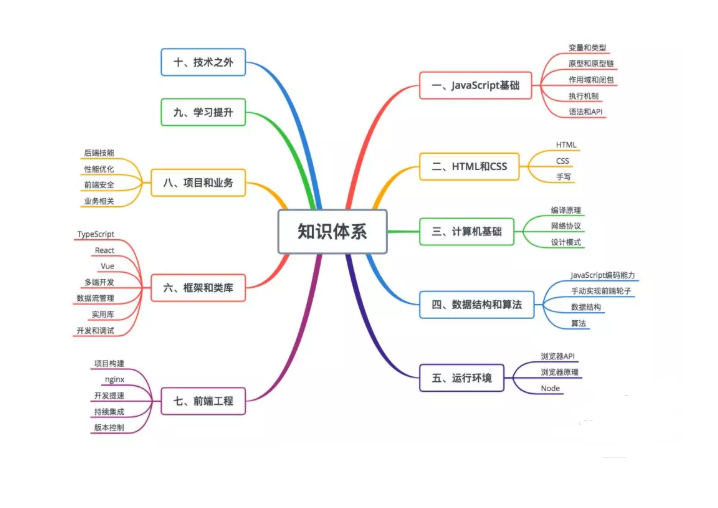 知识体系
一、JavaScript基础
变量和类型
原型和原型链
作用域和闭包
执行机制
语法和API
二、HTML和CSS
HTML
CSS
手写
三、计算机基础
编译原理
网络协议
设计模式
四、数据结构和算法
JavaScript编码能力
手动实现前端轮子
数据结构
算法
五、运行环境
浏览器API
浏览器原理
Node
六、框架和类库
TypeScript
React
Vue
多端开发
数据流管理
实用库
开发和调试
七、前端工程
项目构建
nginx
开发提速
持续集成
版本控制
八、项目和业务
后端技能
性能优化
前端安全
业务相关
九、学习提升
十、技术之外